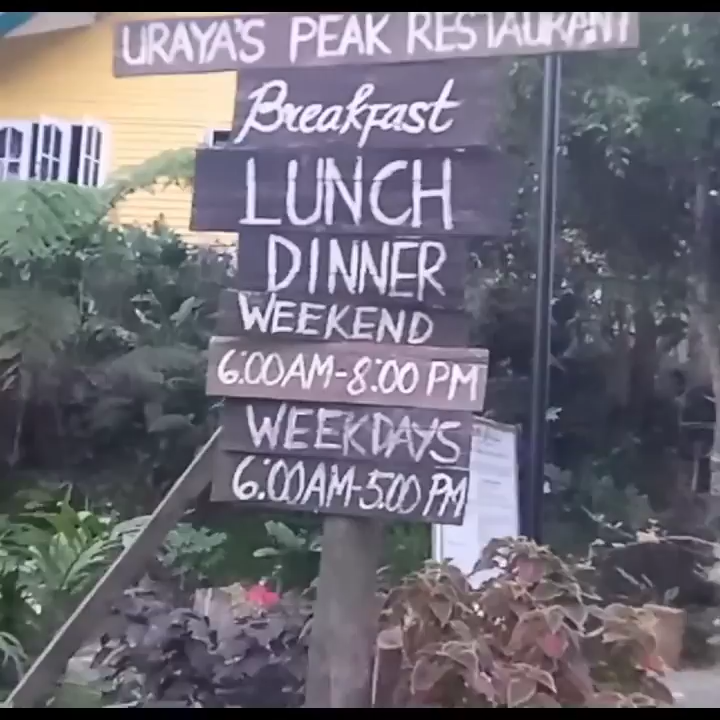 URAYA'S PEAK RESTAURANT
Breakfast
LUNCH
DINNER
WEEKEND
6:00AM-8:00 PM
WEEKDAYS
6:00AM-5:00 PM